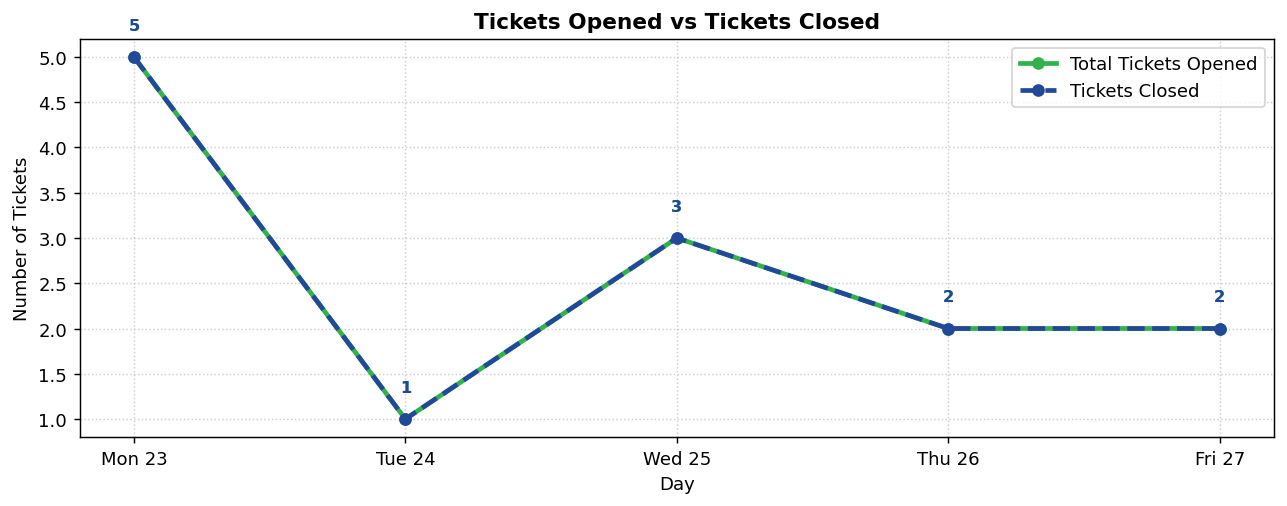 Tickets Opened vs Tickets Closed
Total Tickets Opened
Tickets Closed
Number of Tickets
5.0
4.5
4.0
3.5
3.0
2.5
2.0
1.5
1.0
5
1
3
2
2
Mon 23
Tue 24
Wed 25
Thu 26
Fri 27
Day